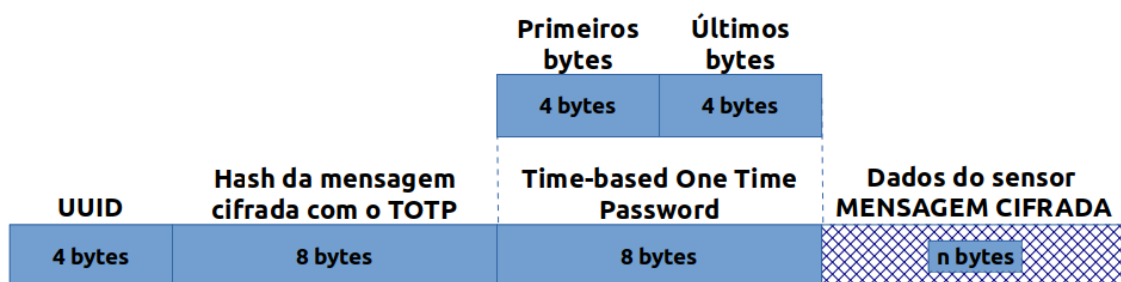 Primeiros
bytes
Últimos
bytes
4 bytes
4 bytes
UUID
Hash da mensagem
cifrada com o TOTP
Time-based One Time
Password
Dados do sensor
MENSAGEM CIFRADA
4 bytes
8 bytes
8 bytes
n bytes